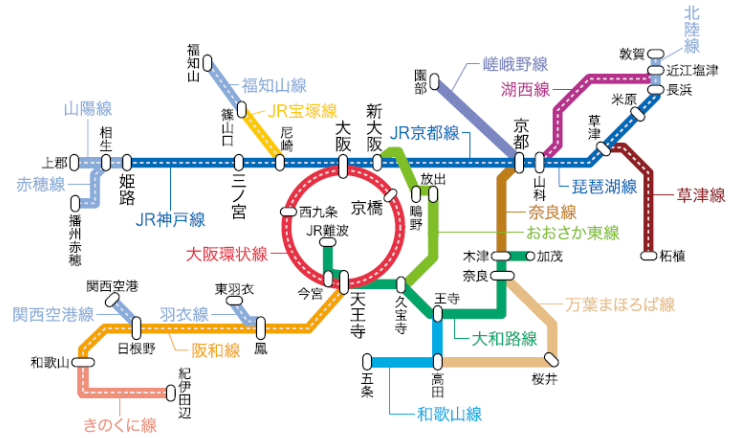 北陸線
敦賀
近江塩津
長浜
米原
福知山
福知山線
園部
嵯峨野線
湖西線
山陽線
篠山口
JR宝塚線
尼崎
大阪
新大阪
JR京都線
京都
草津
相生
上郡
姫路
三ノ宮
山科
琵琶湖線
赤穂線
播州赤穂
JR神戸線
放出
鴫野
京橋
西九条
JR難波
奈良線
草津線
おおさか東線
大阪環状線
木津
加茂
柘植
奈良
今宮
天王寺
久宝寺
王寺
関西空港
東羽衣
関西空港線
羽衣線
万葉まほろば線
大和路線
日根野
阪和線
鳳
和歌山
五条
高田
桜井
紀伊田辺
きのくに線
和歌山線